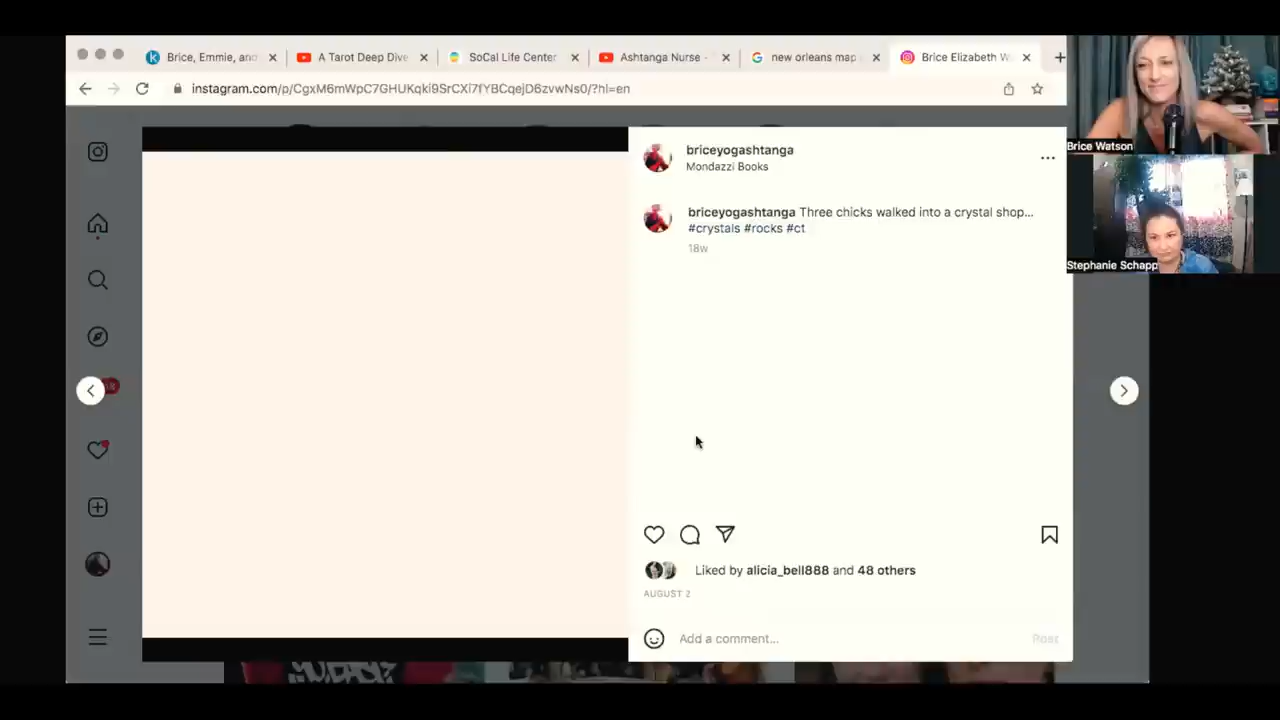 Brice, Emmie, and
A Tarot Deep Dive
SoCal Life Center
Ashtanga Nurse -
new orleans map
Brice Elizabeth W
instagram.com/p/CgxM6mWpC7GHUKqki9SrCXl7fYBCqejD6zvwNs0/?hl=en
Brice Watson
Stephanie Schapp
briceyogashtanga
Mondazzi Books
briceyogashtanga Three chicks walked into a crystal shop...
#crystals #rocks #ct
18w
Liked by alicia_bell888 and 48 others
AUGUST 2
Add a comment...
Post